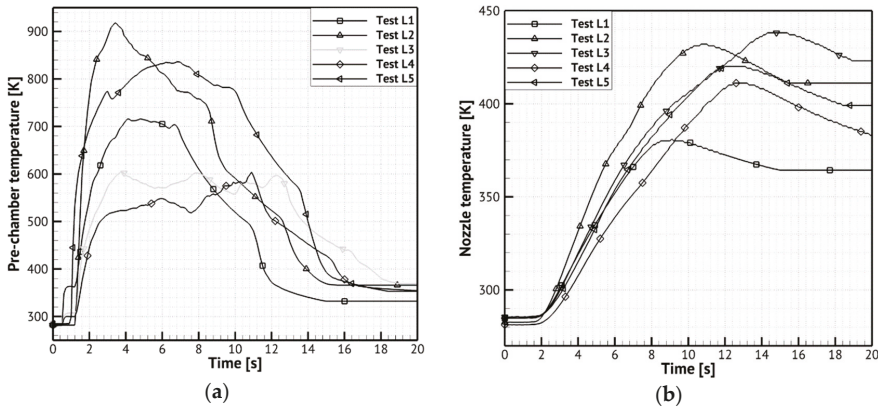 Pre-chamber temperature [K]
900
800
700
600
500
400
300
0 2 4 6 8 10 12 14 16 18 20
Time [s]
Test L1
Test L2
Test L3
Test L4
Test L5
(a)
Nozzle temperature [K]
450
400
350
300
0 2 4 6 8 10 12 14 16 18 20
Time [s]
Test L1
Test L2
Test L3
Test L4
Test L5
(b)